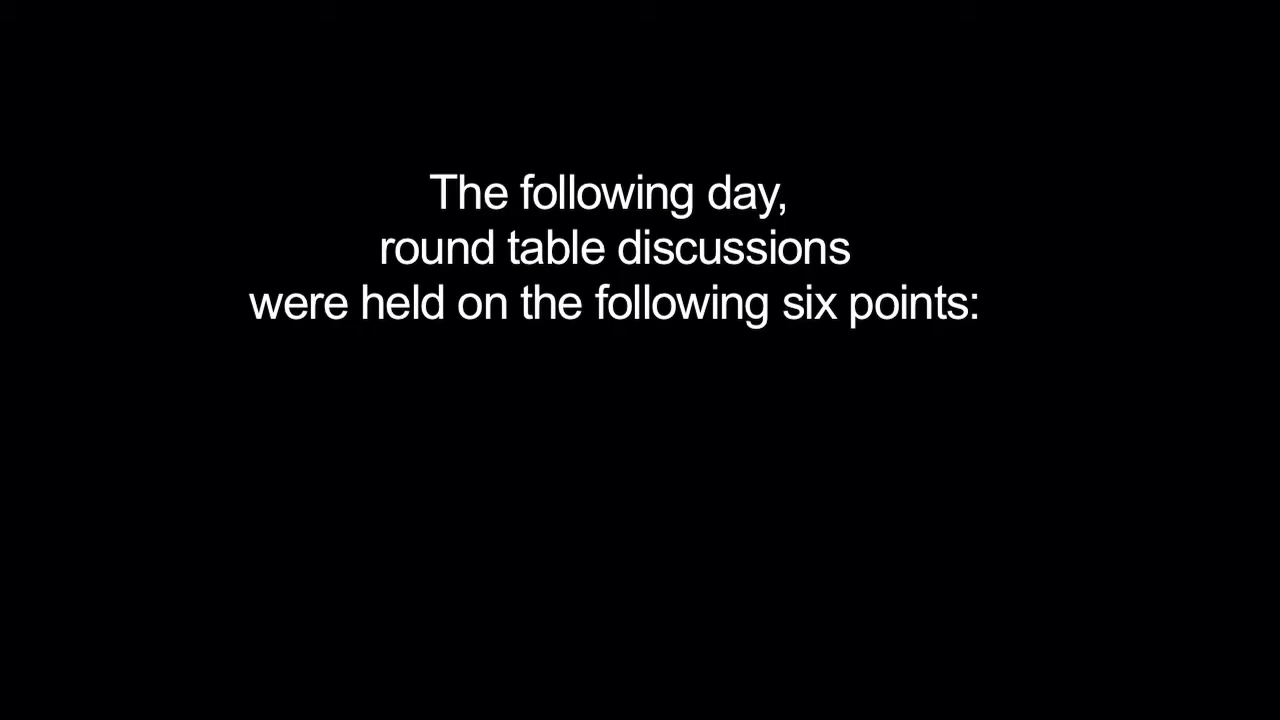 The following day,
round table discussions
were held on the following six points: